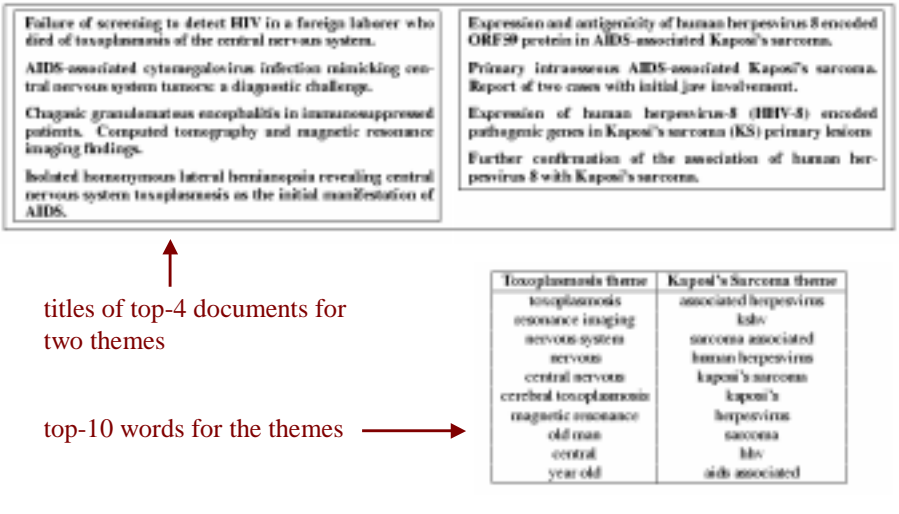 Failure of screening to detect HIV in a foreign laborer who
died of toxoplasmosis of the central nervous system.
AIDS-associated cytomegalovirus infection mimicking cen-
tral nervous system tumors: a diagnostic challenge.
Chagasic granulomatous encephalitis in immunosuppressed
patients. Computed tomography and magnetic resonance
imaging findings.
Isolated homonymous lateral hemianopsia revealing central
nervous system toxoplasmosis as the initial manifestation of
AIDS.
Expression and antigenicity of human herpesvirus 8 encoded
ORF59 protein in AIDS-associated Kaposi's sarcoma.
Primary intraosseous AIDS-associated Kaposi's sarcoma.
Report of two cases with initial jaw involvement.
Expression of human herpesvirus-8 (HHV-8) encoded
pathogenic genes in Kaposi's sarcoma (KS) primary lesions
Further confirmation of the association of human her-
pesvirus 8 with Kaposi's sarcoma.
titles of top-4 documents for
two themes
top-10 words for the themes
Toxoplasmosis theme Kaposi's Sarcoma theme
toxoplasmosis associated herpesvirus
resonance imaging kshv
nervous system sarcoma associated
nervous human herpesvirus
central nervous kaposi's sarcoma
cerebral toxoplasmosis kaposi's
magnetic resonance herpesvirus
old man sarcoma
central hhv
year old aids associated